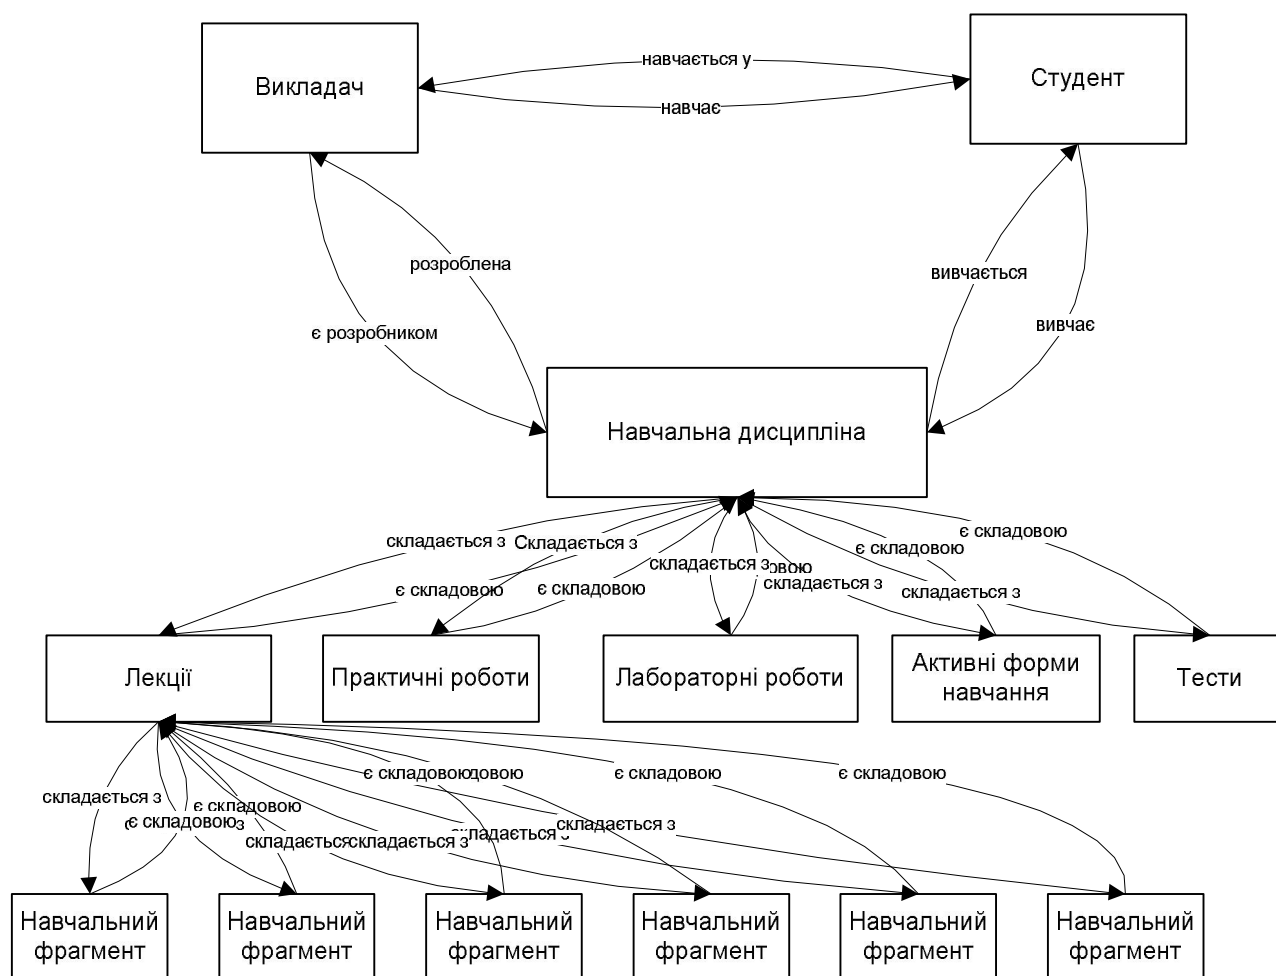 Викладач
Студент
навчається у
навчає
розроблена
вивчається
є розробником
вивчає
Навчальна дисципліна
складається з
Складається з
є складовою
є складовою
складається з
складається з
є складовою
є складовою
складається з
Лекції
Практичні роботи
Лабораторні роботи
Активні форми
навчання
Тести
є складовою
є складовою
є складовою
складається з
є складовою
є складовою
складається з
складається з
Навчальний
фрагмент
Навчальний
фрагмент
Навчальний
фрагмент
Навчальний
фрагмент
Навчальний
фрагмент
Навчальний
фрагмент